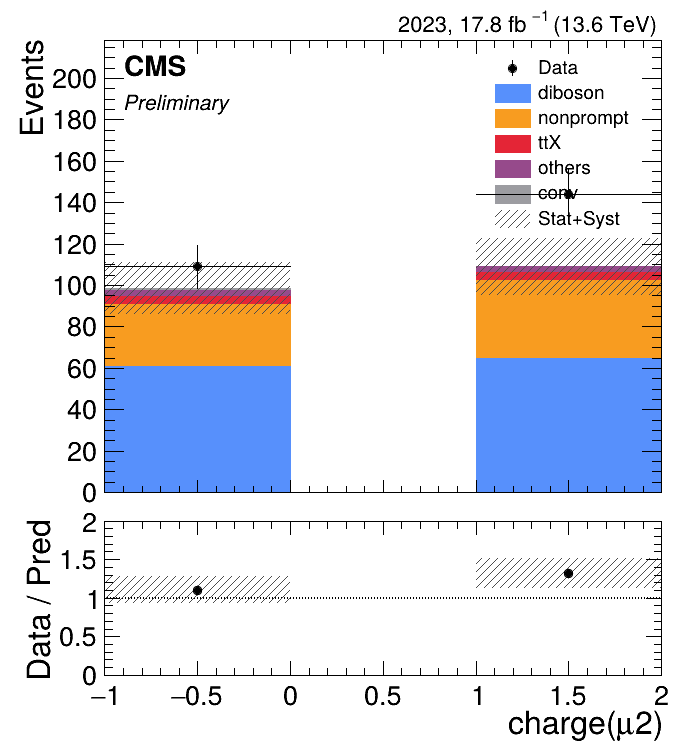 2023, 17.8 fb⁻¹ (13.6 TeV)
CMS
Preliminary
Events
Data
diboson
nonprompt
ttX
others
conv
Stat+Syst
200
180
160
140
120
100
80
60
40
20
0
Data / Pred
2
1.5
1
0.5
0
−1
−0.5
0
0.5
1
1.5
2
charge(μ2)